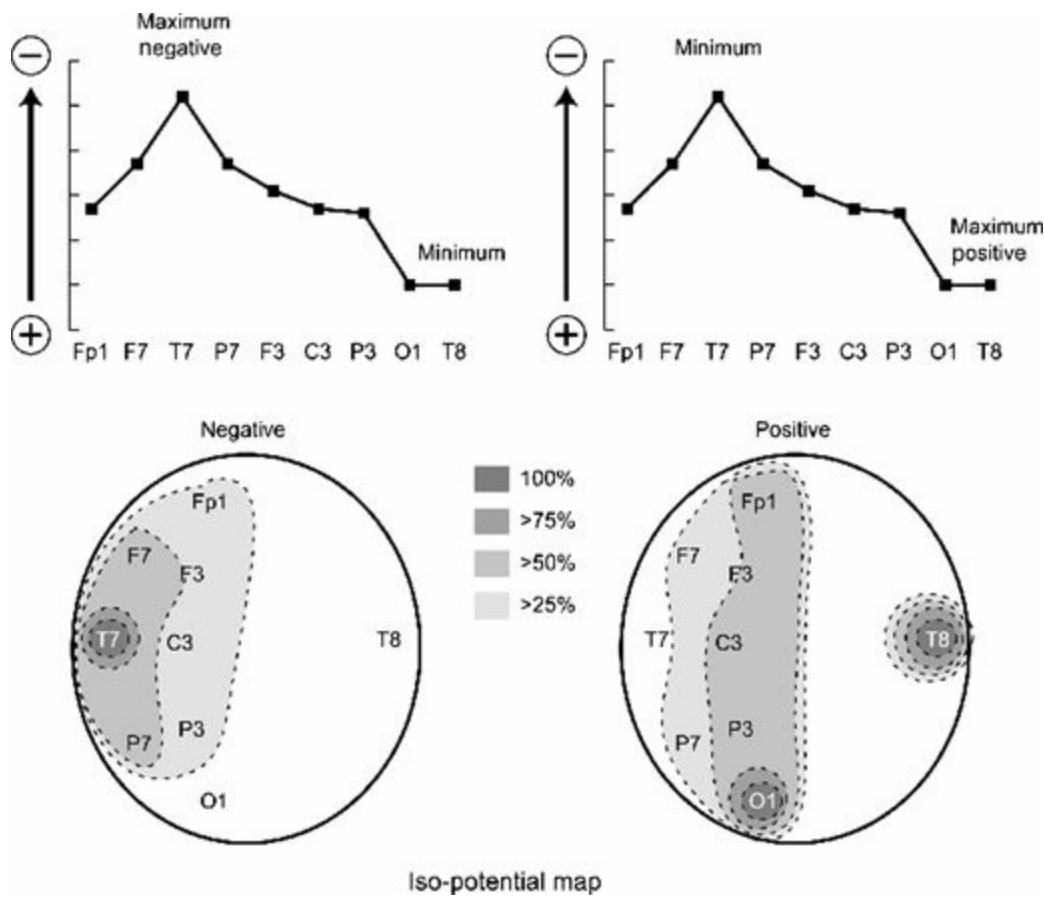 Maximum
negative
−
+
Minimum
Fp1 F7 T7 P7 F3 C3 P3 O1 T8
Minimum
−
+
Maximum
positive
Fp1 F7 T7 P7 F3 C3 P3 O1 T8
Negative
Fp1
F7
F3
T7
C3
T8
P7
P3
O1
100%
>75%
>50%
>25%
Positive
Fp1
F7
F3
T7
C3
T8
P7
P3
O1
Iso-potential map